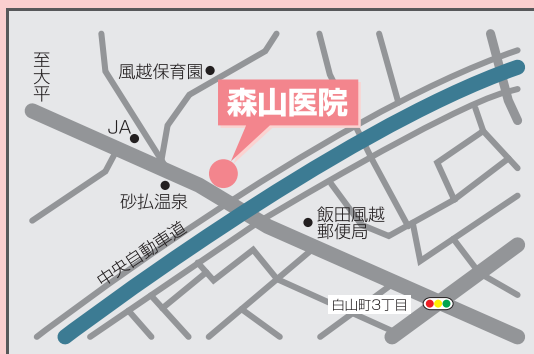 至大平
風越保育園
森山医院
JA
砂払温泉
飯田風越
郵便局
中央自動車道
白山町3丁目